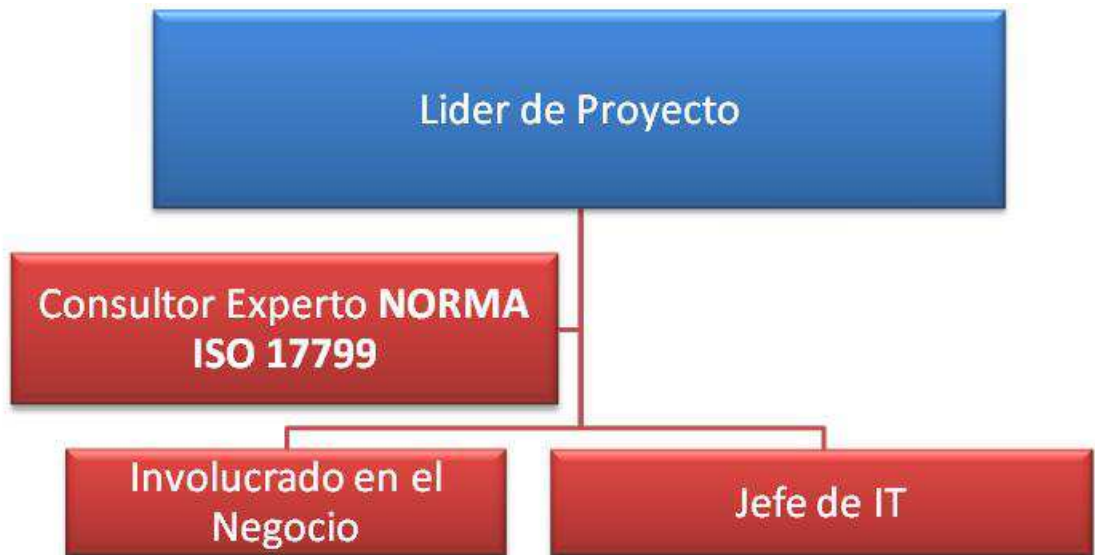 Lider de Proyecto
Consultor Experto NORMA
ISO 17799
Involucrado en el
Negocio
Jefe de IT